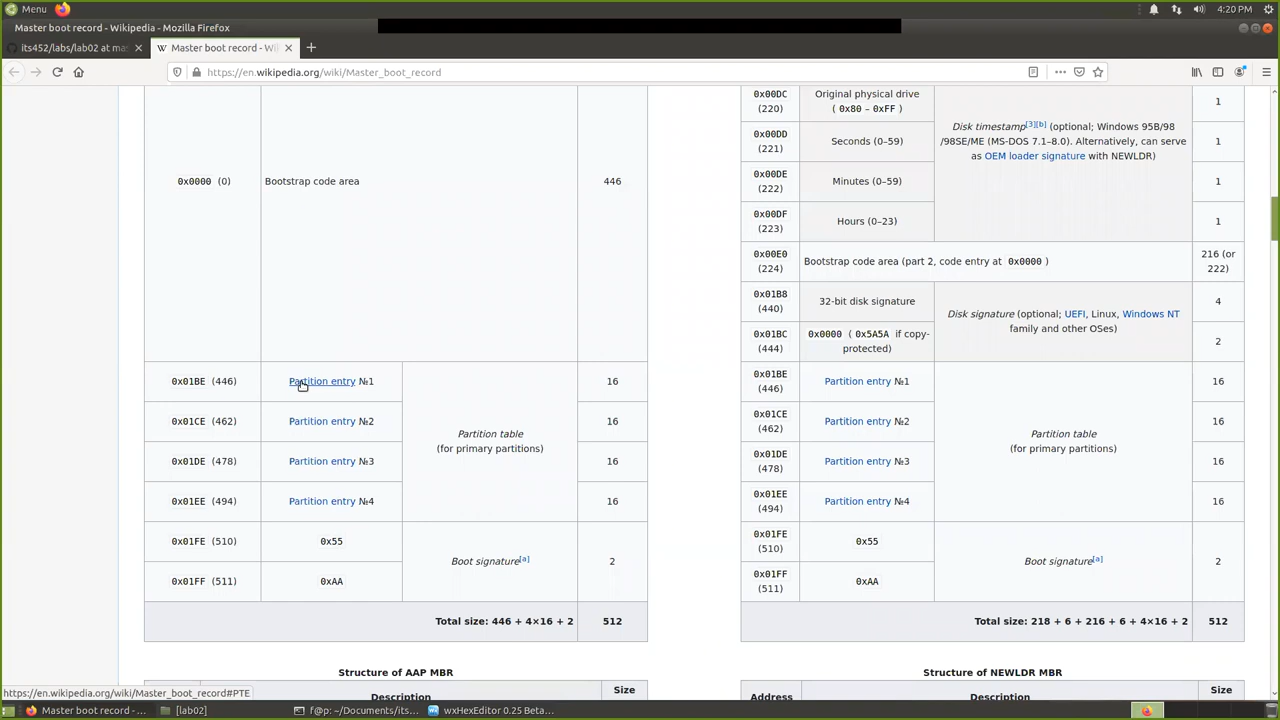 Menu
4:20 PM
Master boot record - Wikipedia - Mozilla Firefox
its452/labs/lab02 at mas
Master boot record - Wi
https://en.wikipedia.org/wiki/Master_boot_record
0x0000 (0) Bootstrap code area 446
0x01BE (446) Partition entry №1 16
0x01CE (462) Partition entry №2 16
Partition table
(for primary partitions)
0x01DE (478) Partition entry №3 16
0x01EE (494) Partition entry №4 16
0x01FE (510) 0x55
Boot signature[a] 2
0x01FF (511) 0xAA
Total size: 446 + 4×16 + 2 512
Structure of AAP MBR
Description
Size
0x00DC
(220)
Original physical drive
(0x80 – 0xFF)
1
Disk timestamp[3][b] (optional; Windows 95B/98
/98SE/ME (MS-DOS 7.1–8.0). Alternatively, can serve
as OEM loader signature with NEWLDR)
0x00DD
(221)
Seconds (0–59)
1
0x00DE
(222)
Minutes (0–59)
1
0x00DF
(223)
Hours (0–23)
1
0x00E0
(224)
Bootstrap code area (part 2, code entry at 0x0000 )
216 (or
222)
0x01B8
(440)
32-bit disk signature
4
Disk signature (optional; UEFI, Linux, Windows NT
family and other OSes)
0x01BC
(444)
0x0000 ( 0x5A5A if copy-
protected)
2
0x01BE
(446)
Partition entry №1
16
0x01CE
(462)
Partition entry №2
16
Partition table
(for primary partitions)
0x01DE
(478)
Partition entry №3
16
0x01EE
(494)
Partition entry №4
16
0x01FE
(510)
0x55
Boot signature[a]
2
0x01FF
(511)
0xAA
Total size: 218 + 6 + 216 + 6 + 4×16 + 2 512
Structure of NEWLDR MBR
Address
Description
Size
https://en.wikipedia.org/wiki/Master_boot_record#PTE
Master boot record - ...
[lab02]
f@p: ~/Documents/its...
wxHexEditor 0.25 Beta...